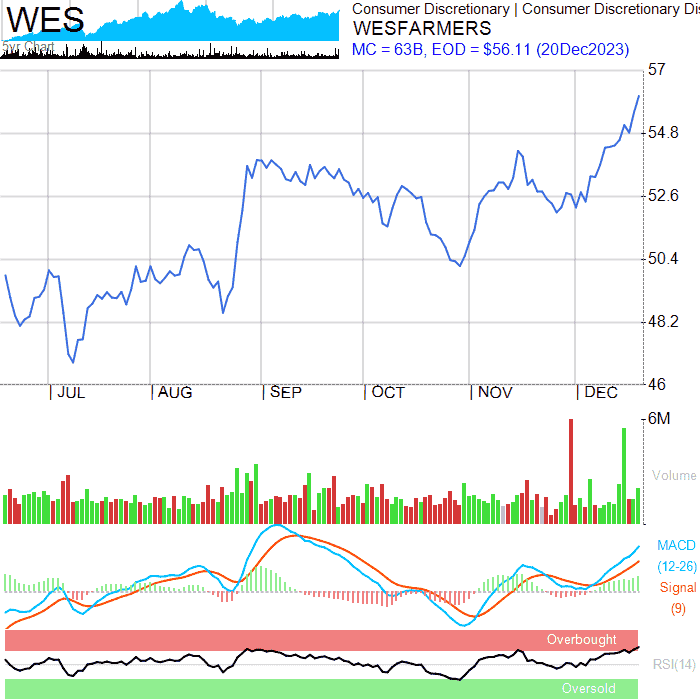 WES
5yr Chart
Consumer Discretionary | Consumer Discretionary Dis
WESFARMERS
MC = 63B, EOD = $56.11 (20Dec2023)
57
54.8
52.6
50.4
48.2
46
JUL AUG SEP OCT NOV DEC
6M
Volume
MACD
(12-26)
Signal
(9)
Overbought
RSI(14)
Oversold